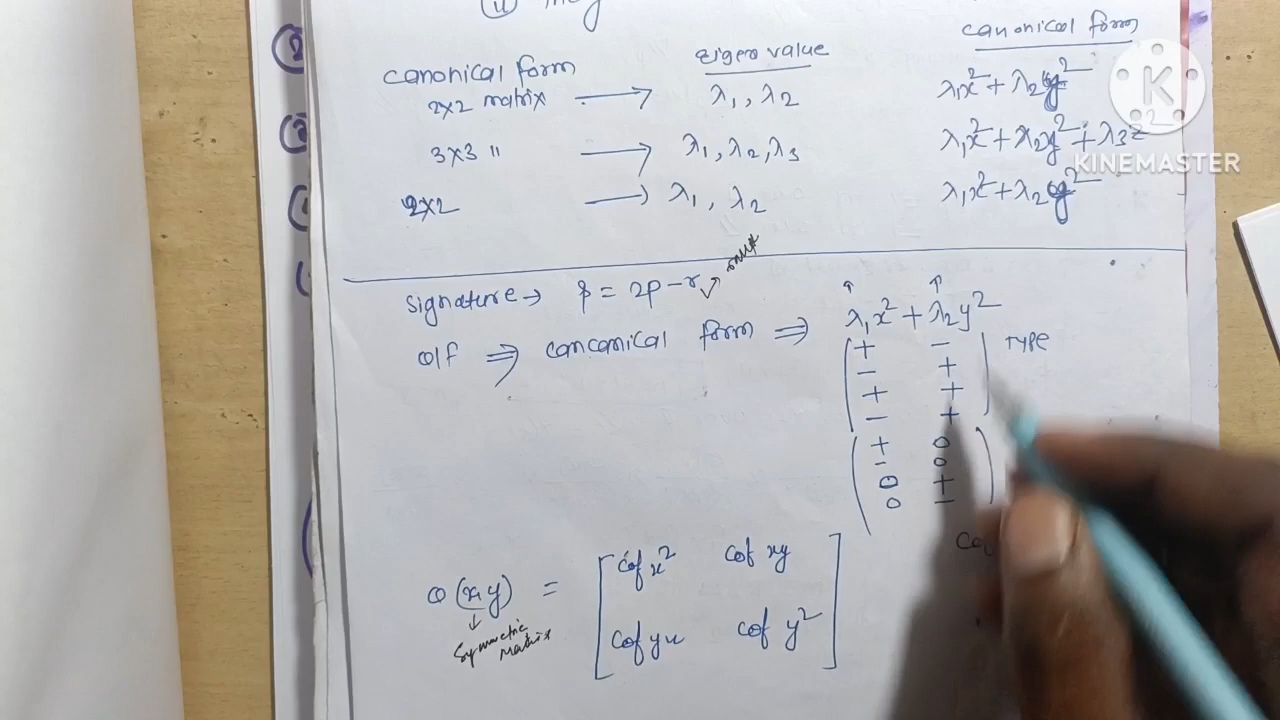 canonical form eigen value canonical form
2x2 matrix → λ₁, λ₂ λ₁x² + λ₂y²
3x3 " → λ₁, λ₂, λ₃ λ₁x² + λ₂y² + λ₃z²
2x2 → λ₁, λ₂ λ₁x² + λ₂y²
K
KINEMASTER
signature → = 2p - r
⇒ cancanical form ⇒ λ₁x² + λ₂y²
+ - TYPE
- +
+ +
- +
+ 0
- 0
0 +
0 -
Q (x,y) = [ cof x² cof xy
cof yx cof y² ]
Symmetric
matrix